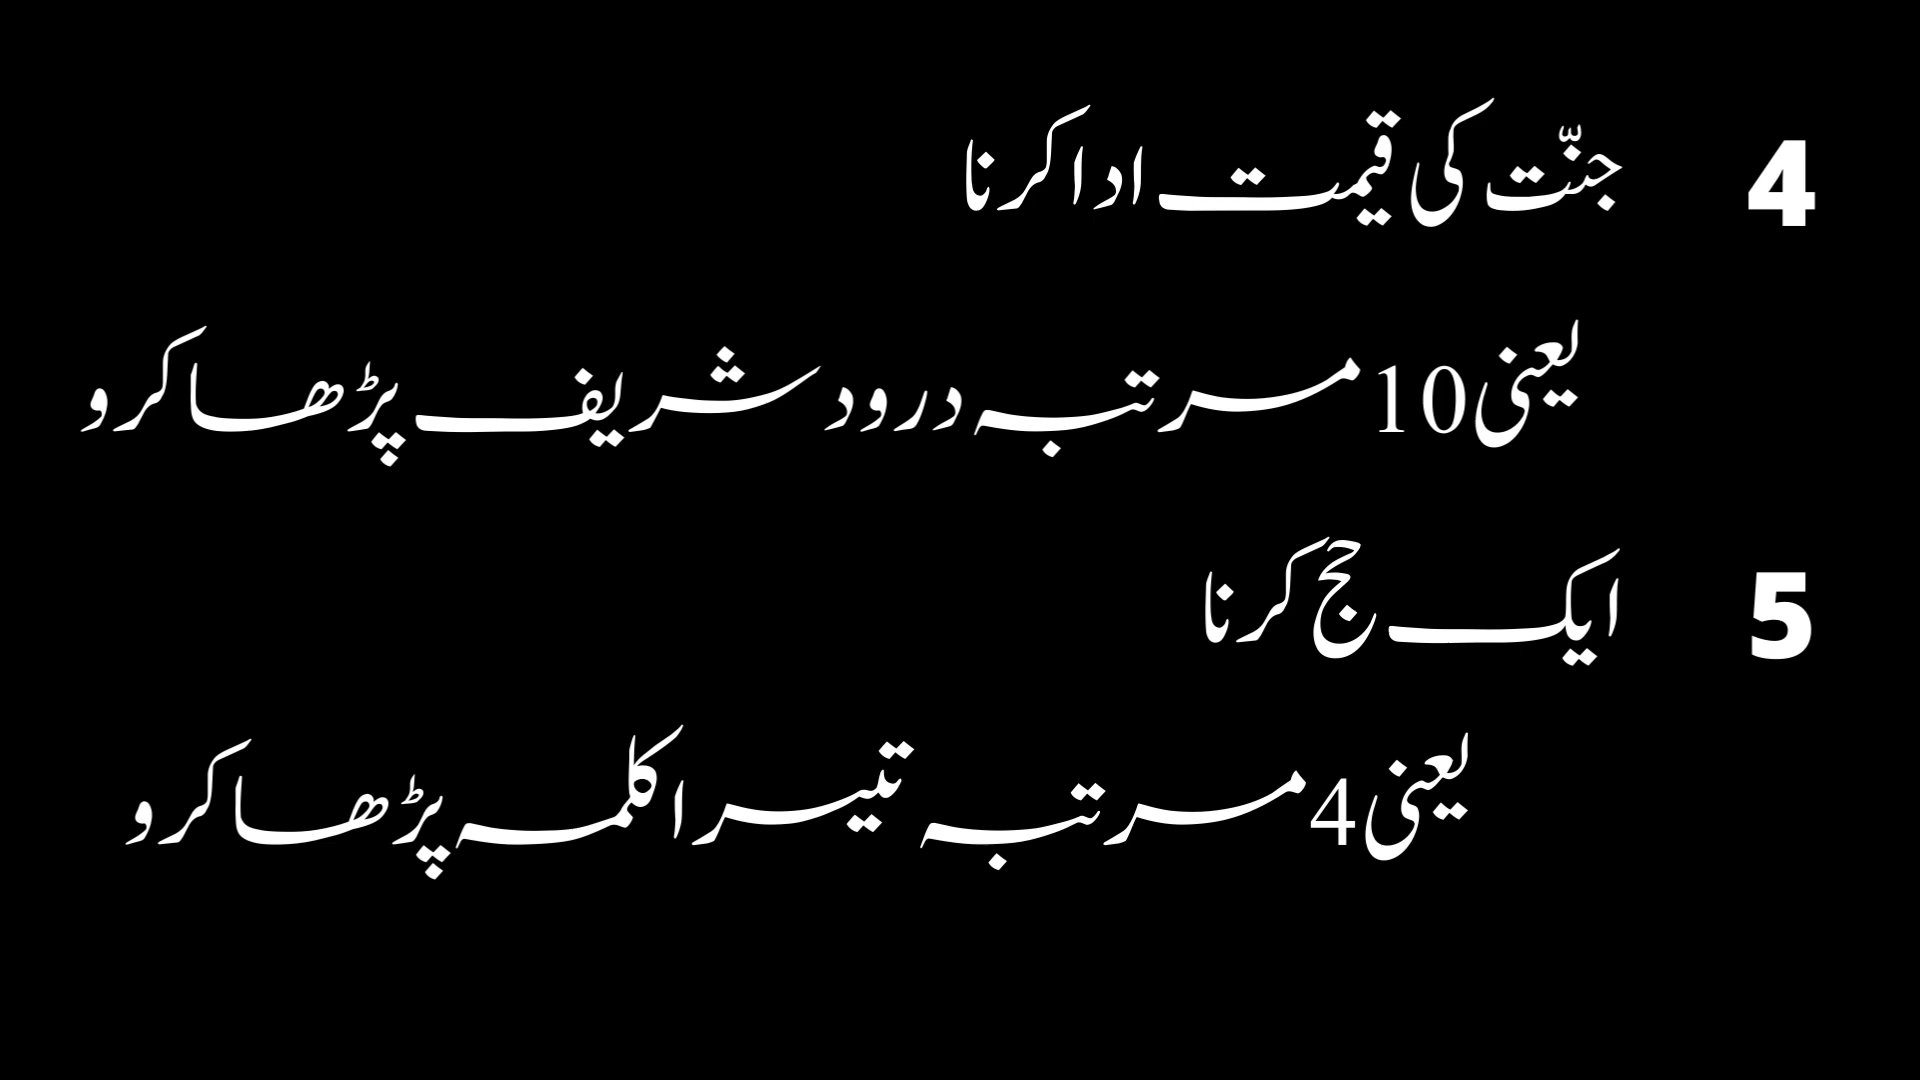 4 جنّت کی قیمت ادا کرنا
یعنی 10 مرتبہ درود شریف پڑھا کرو
5 ایک حج کرنا
یعنی 4 مرتبہ تیسرا کلمہ پڑھا کرو